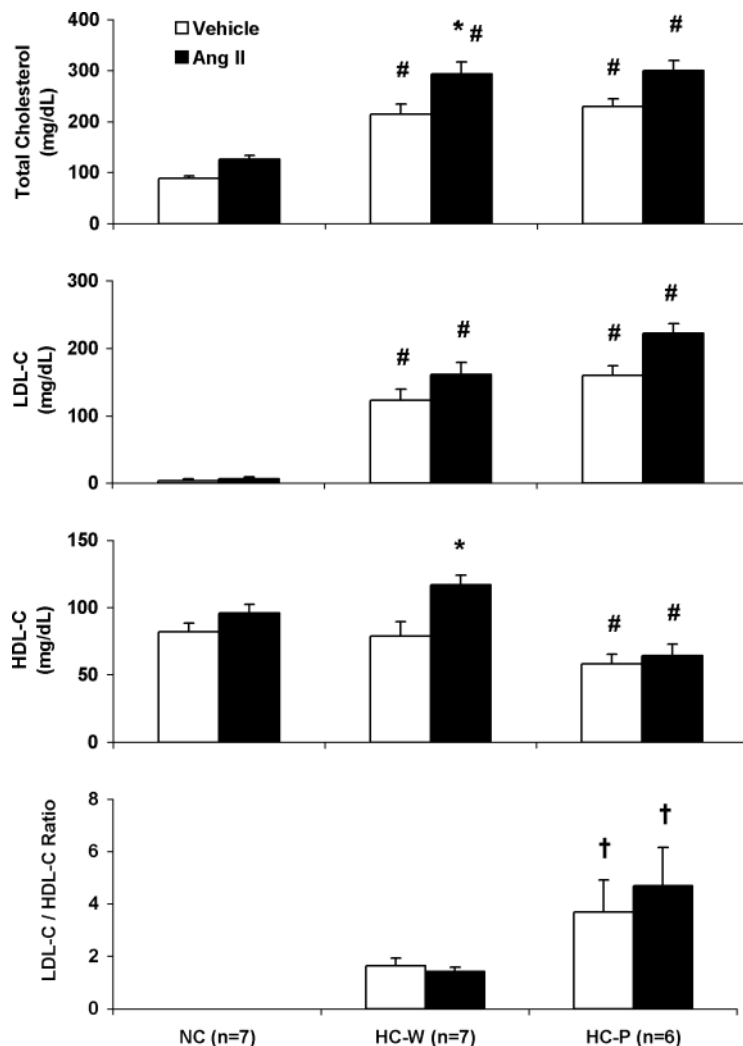 Total Cholesterol
(mg/dL)
400
300
200
100
0
Vehicle
Ang II
#
* #
#
#
LDL-C
(mg/dL)
300
200
100
0
#
#
#
#
HDL-C
(mg/dL)
150
100
50
0
*
#
#
LDL-C / HDL-C Ratio
8
6
4
2
0
†
†
NC (n=7)
HC-W (n=7)
HC-P (n=6)